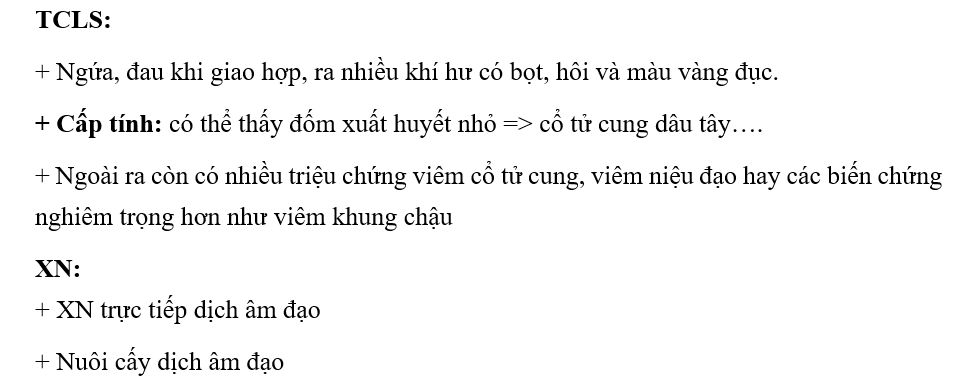 TCLS:
+ Ngứa, đau khi giao hợp, ra nhiều khí hư có bọt, hôi và màu vàng đục.
+ Cấp tính: có thể thấy đốm xuất huyết nhỏ => cổ tử cung dâu tây….
+ Ngoài ra còn có nhiều triệu chứng viêm cổ tử cung, viêm niệu đạo hay các biến chứng
nghiêm trọng hơn như viêm khung chậu
XN:
+ XN trực tiếp dịch âm đạo
+ Nuôi cấy dịch âm đạo